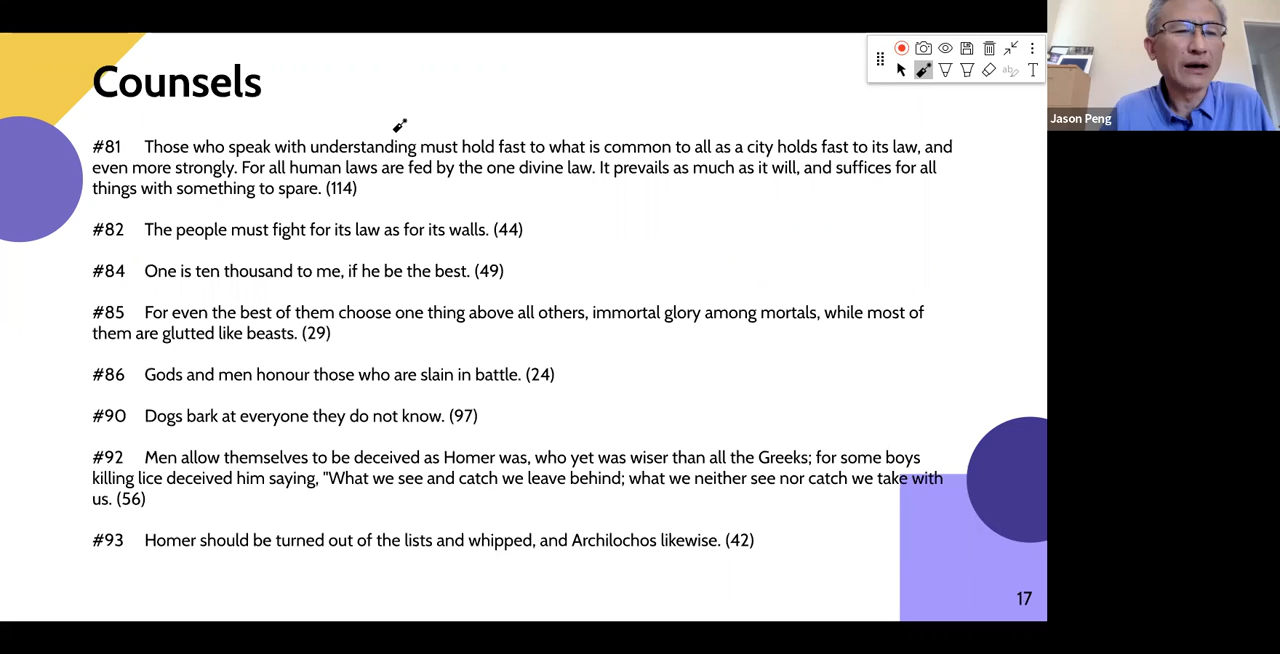 Counsels
Jason Peng
#81 Those who speak with understanding must hold fast to what is common to all as a city holds fast to its law, and
even more strongly. For all human laws are fed by the one divine law. It prevails as much as it will, and suffices for all
things with something to spare. (114)
#82 The people must fight for its law as for its walls. (44)
#84 One is ten thousand to me, if he be the best. (49)
#85 For even the best of them choose one thing above all others, immortal glory among mortals, while most of
them are glutted like beasts. (29)
#86 Gods and men honour those who are slain in battle. (24)
#90 Dogs bark at everyone they do not know. (97)
#92 Men allow themselves to be deceived as Homer was, who yet was wiser than all the Greeks; for some boys
killing lice deceived him saying, "What we see and catch we leave behind; what we neither see nor catch we take with
us. (56)
#93 Homer should be turned out of the lists and whipped, and Archilochos likewise. (42)
17